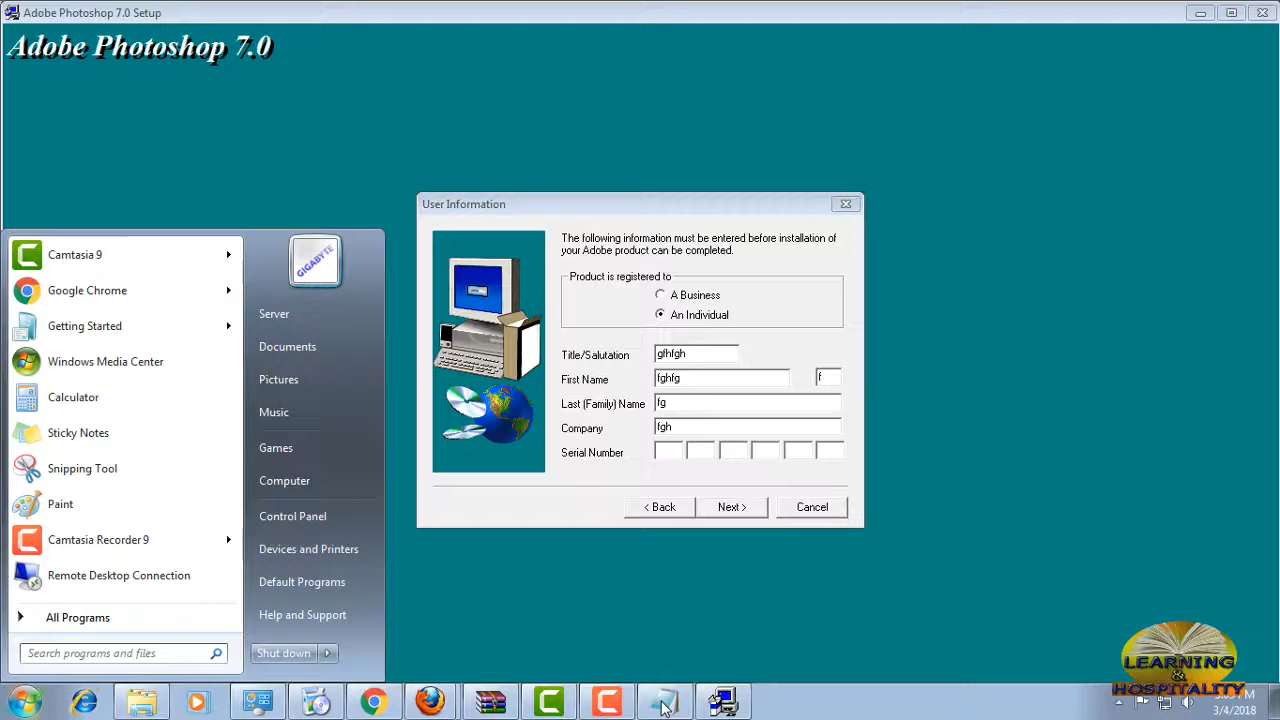 Adobe Photoshop 7.0 Setup
Adobe Photoshop 7.0
User Information
The following information must be entered before installation of
your Adobe product can be completed.
Product is registered to
A Business
An Individual
Title/Salutation gfhfgh
First Name fghfg f
Last (Family) Name fg
Company fgh
Serial Number
< Back Next > Cancel
Camtasia 9
Google Chrome
Getting Started
Windows Media Center
Calculator
Sticky Notes
Snipping Tool
Paint
Camtasia Recorder 9
Remote Desktop Connection
All Programs
Search programs and files
GIGABYTE
Server
Documents
Pictures
Music
Games
Computer
Control Panel
Devices and Printers
Default Programs
Help and Support
Shut down
LEARNING
&
HOSPITALITY
3/4/2018